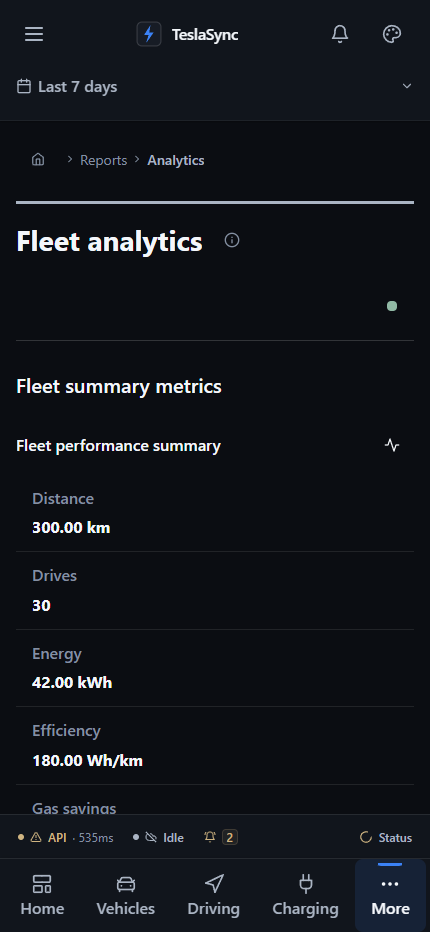 TeslaSync
Last 7 days
Reports Analytics
Fleet analytics
Fleet summary metrics
Fleet performance summary
Distance
300.00 km
Drives
30
Energy
42.00 kWh
Efficiency
180.00 Wh/km
Gas savings
API · 535ms Idle 2 Status
Home Vehicles Driving Charging More